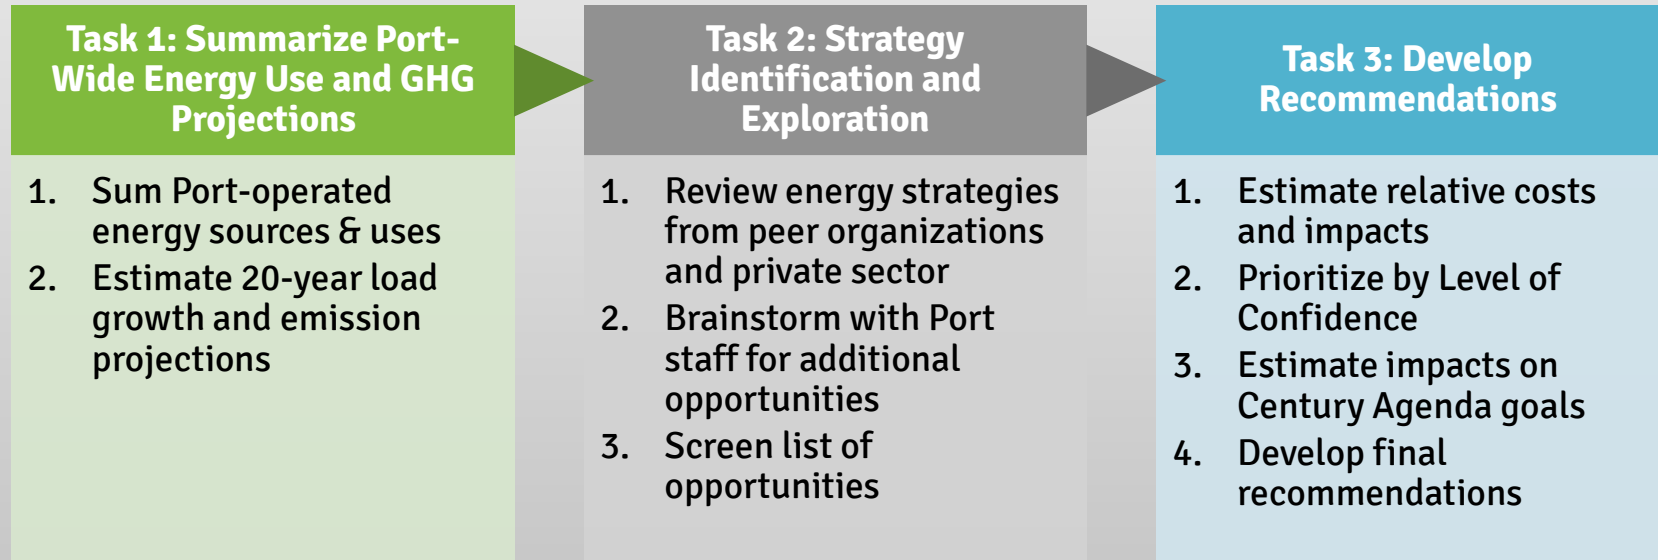 Task 1: Summarize Port-
Wide Energy Use and GHG
Projections
1. Sum Port-operated
energy sources & uses
2. Estimate 20-year load
growth and emission
projections
Task 2: Strategy
Identification and
Exploration
1. Review energy strategies
from peer organizations
and private sector
2. Brainstorm with Port
staff for additional
opportunities
3. Screen list of
opportunities
Task 3: Develop
Recommendations
1. Estimate relative costs
and impacts
2. Prioritize by Level of
Confidence
3. Estimate impacts on
Century Agenda goals
4. Develop final
recommendations